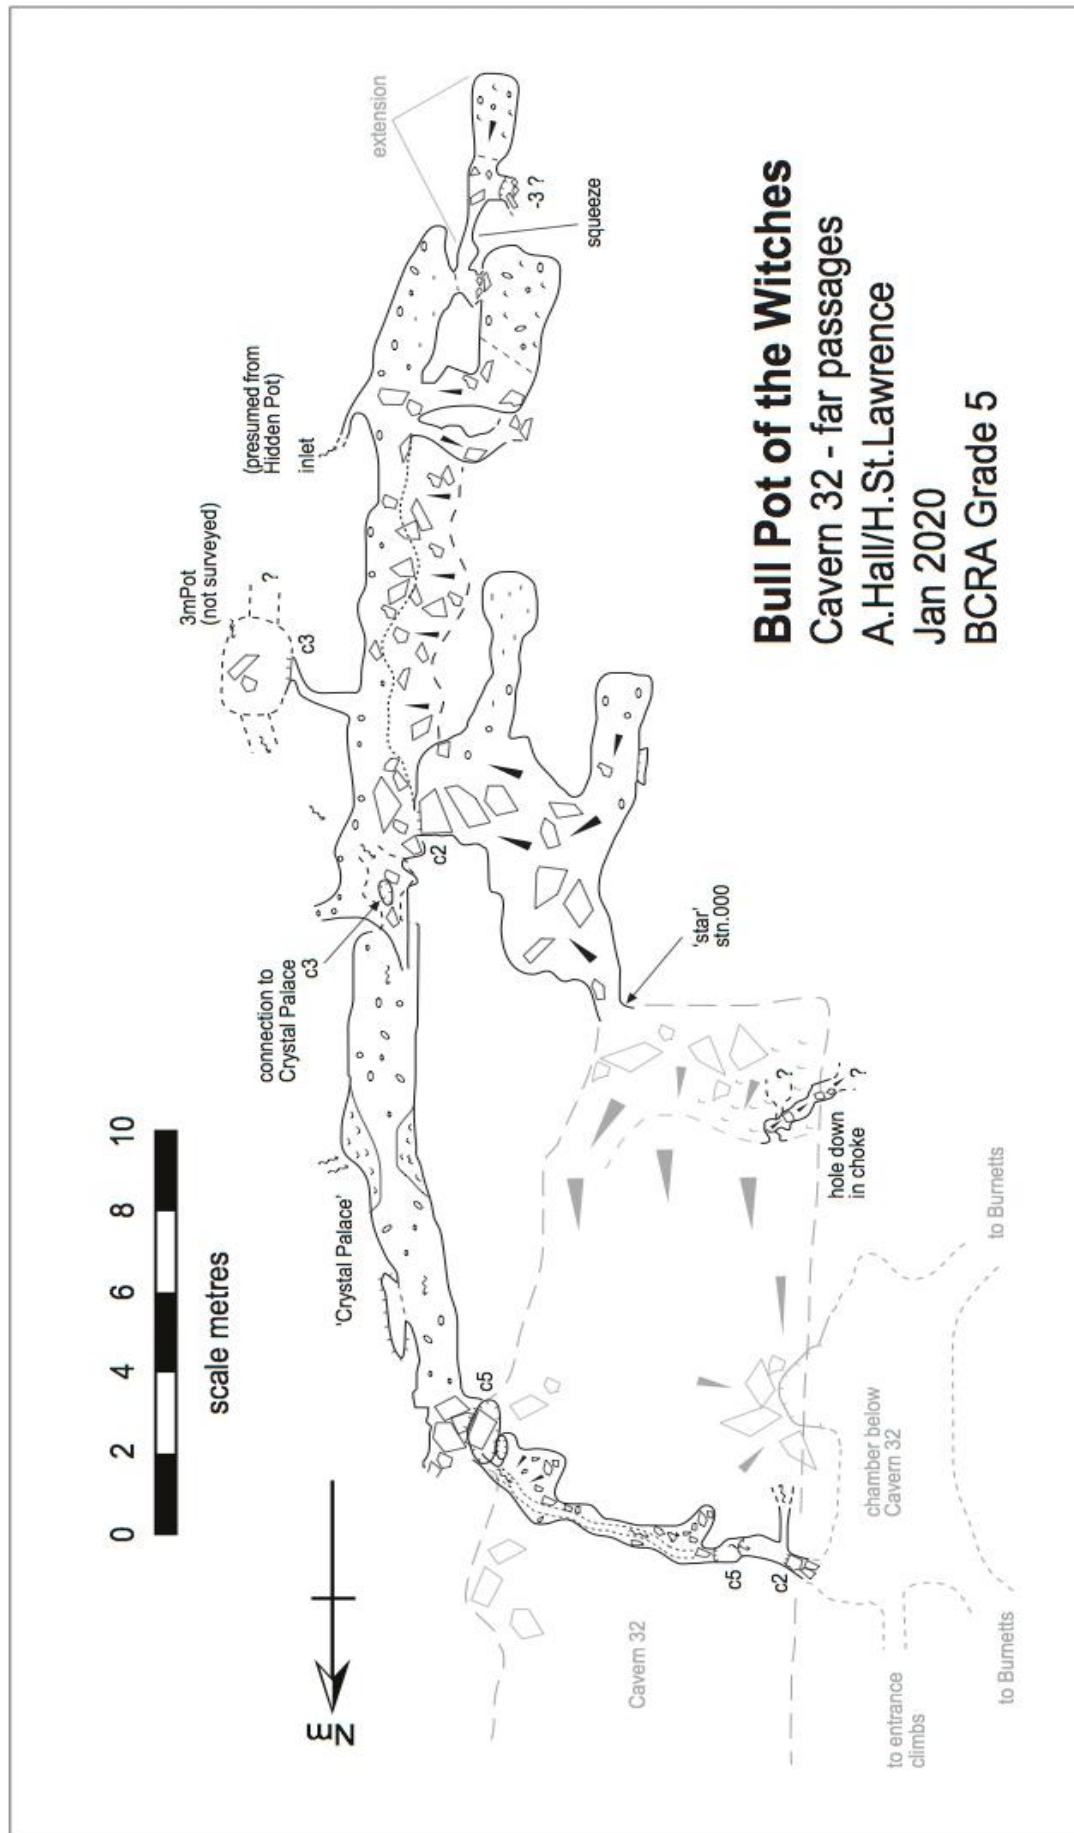 extension
-3 ?
squeeze
(presumed from
Hidden Pot)
inlet
3mPot
(not surveyed)
?
c3
c2
connection to
Crystal Palace
c3
'star'
stn.000
'Crystal Palace'
c5
?
?
hole down
in choke
to Burnetts
chamber below
Cavern 32
c5
c2
Cavern 32
to entrance
climbs
to Burnetts
0 2 4 6 8 10
scale metres
Nm
Bull Pot of the Witches
Cavern 32 - far passages
A.Hall/H.St.Lawrence
Jan 2020
BCRA Grade 5